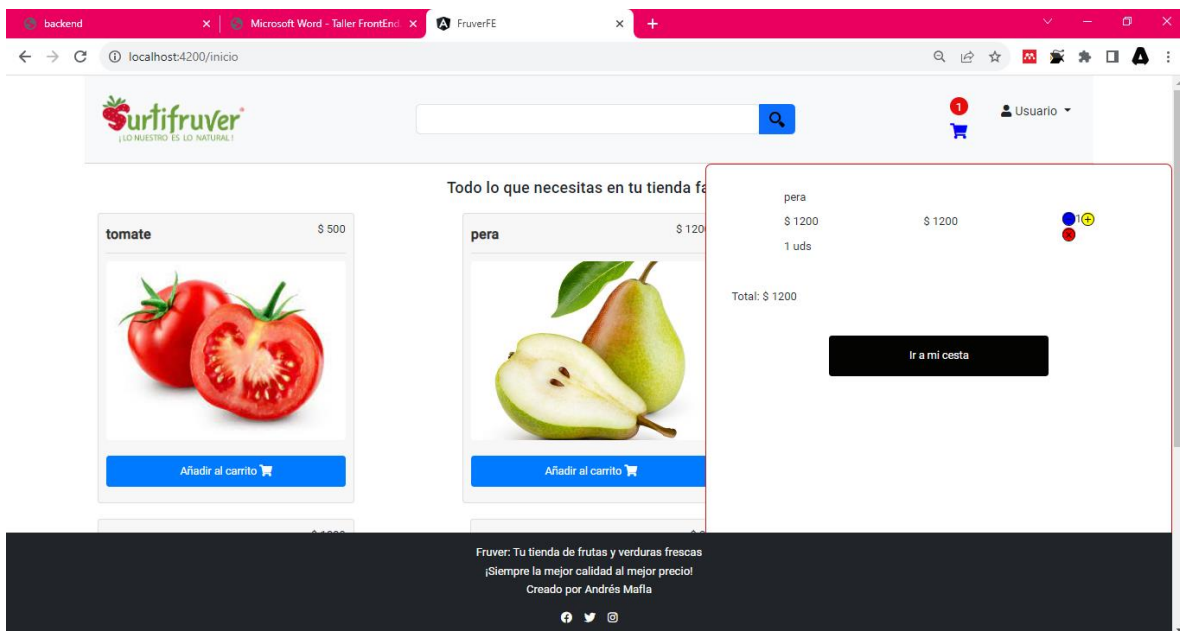 backend
Microsoft Word - Taller FrontEnd.
FruverFE
localhost:4200/inicio
Surtifruver
¡LO NUESTRO ES LO NATURAL!
1
Usuario
Todo lo que necesitas en tu tienda fa
tomate
$ 500
pera
$ 120
pera
$ 1200
$ 1200
1
1 uds
Total: $ 1200
Ir a mi cesta
Añadir al carrito
Añadir al carrito
Fruver: Tu tienda de frutas y verduras frescas
¡Siempre la mejor calidad al mejor precio!
Creado por Andrés Mafla